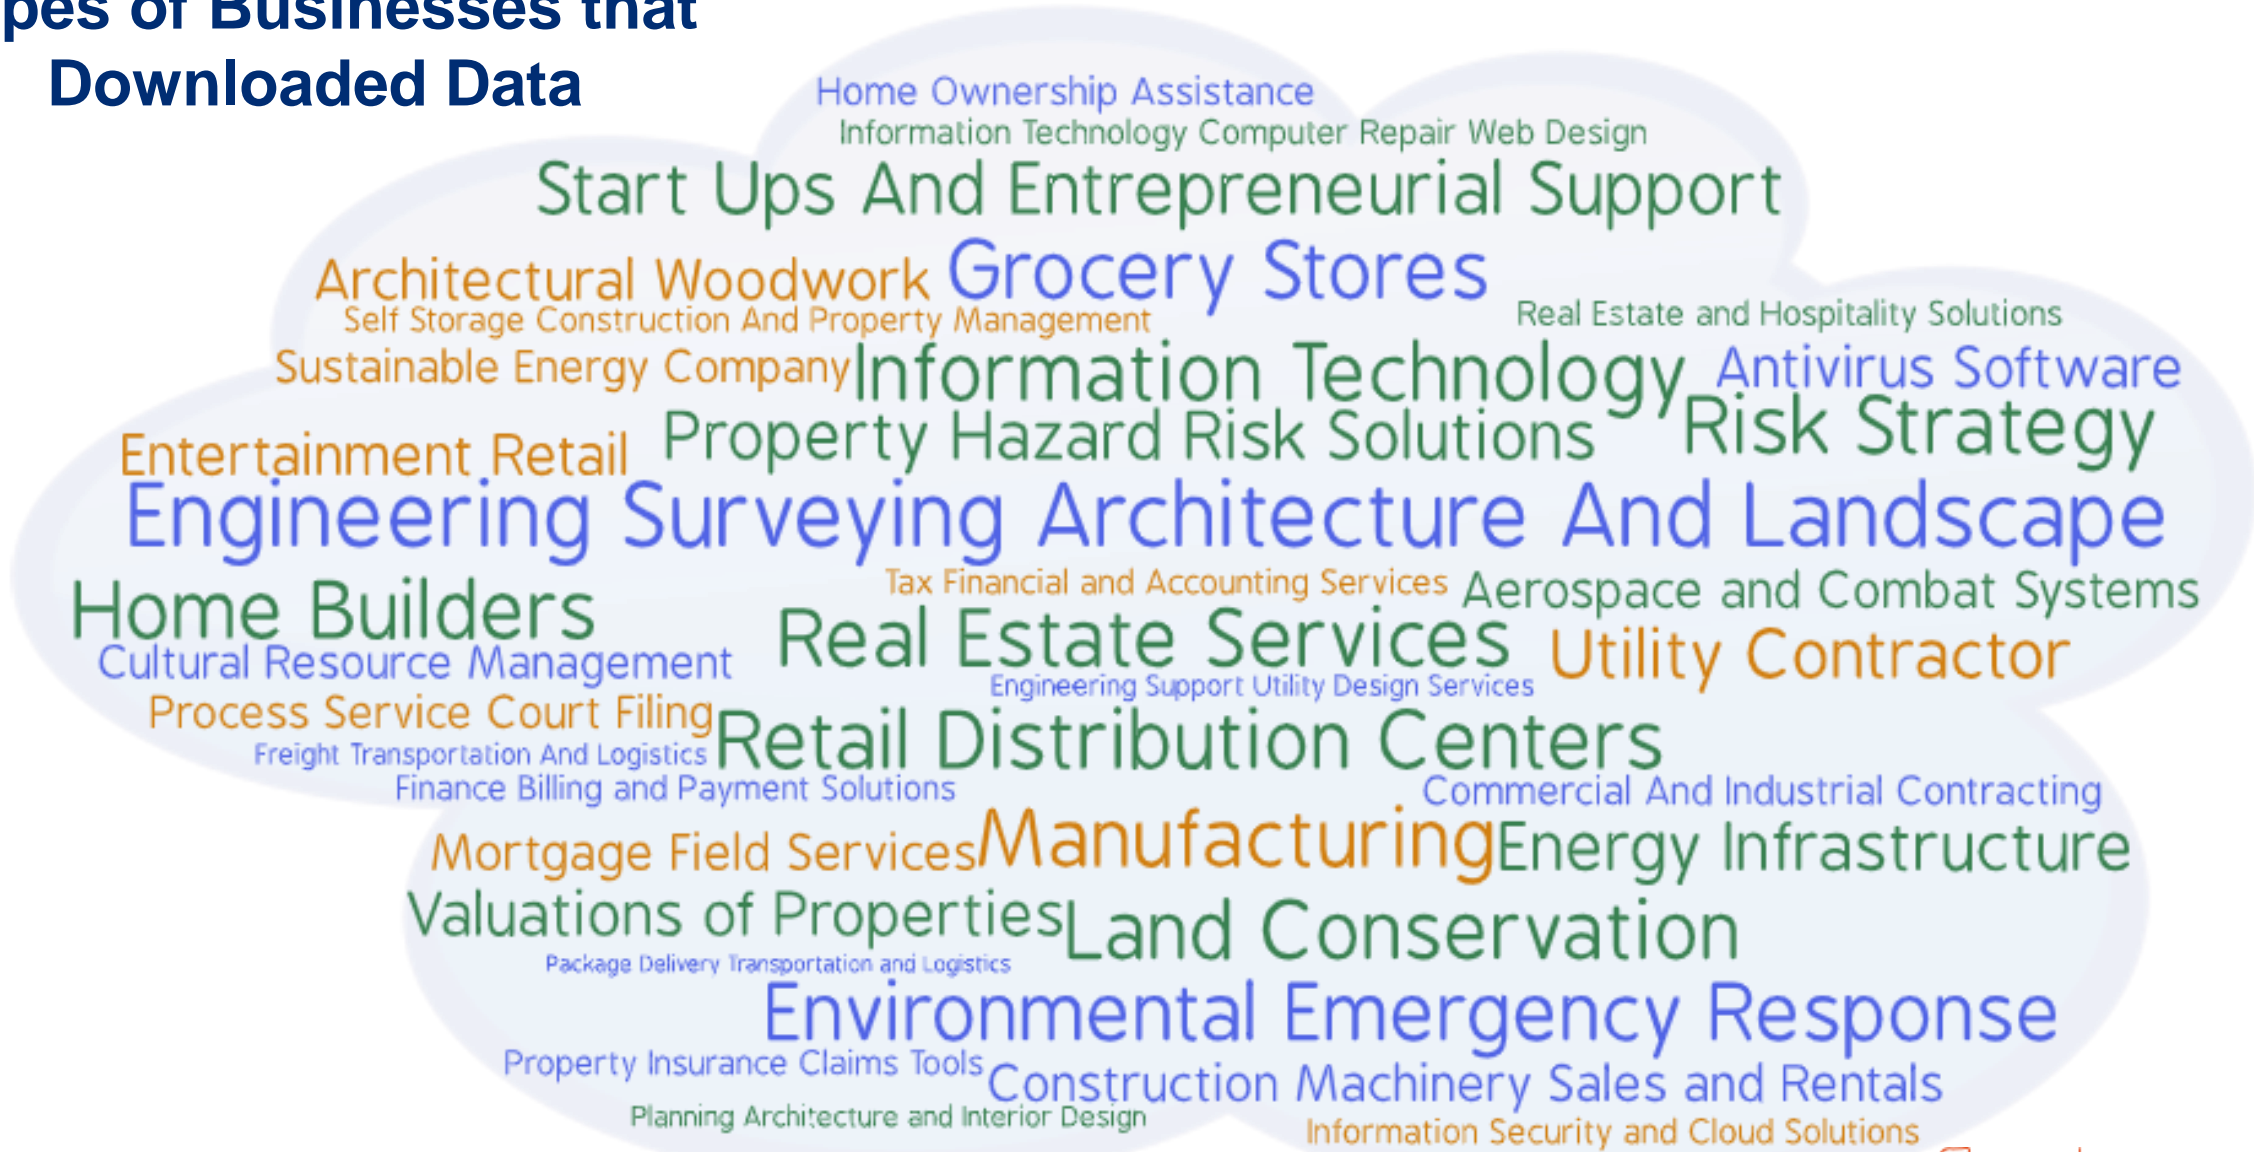 pes of Businesses that
Downloaded Data
Home Ownership Assistance
Information Technology Computer Repair Web Design
Start Ups And Entrepreneurial Support
Architectural Woodwork Grocery Stores
Self Storage Construction And Property Management
Real Estate and Hospitality Solutions
Sustainable Energy Company Information Technology Antivirus Software
Entertainment Retail Property Hazard Risk Solutions Risk Strategy
Engineering Surveying Architecture And Landscape
Tax Financial and Accounting Services Aerospace and Combat Systems
Home Builders Real Estate Services Utility Contractor
Cultural Resource Management
Engineering Support Utility Design Services
Process Service Court Filing Retail Distribution Centers
Freight Transportation And Logistics
Finance Billing and Payment Solutions Commercial And Industrial Contracting
Mortgage Field Services Manufacturing Energy Infrastructure
Valuations of Properties Land Conservation
Package Delivery Transportation and Logistics
Environmental Emergency Response
Property Insurance Claims Tools Construction Machinery Sales and Rentals
Planning Architecture and Interior Design
Information Security and Cloud Solutions